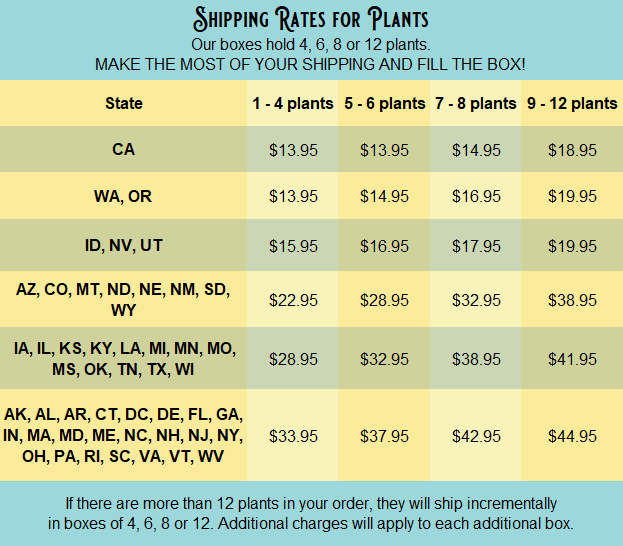 Shipping Rates for Plants
Our boxes hold 4, 6, 8 or 12 plants.
MAKE THE MOST OF YOUR SHIPPING AND FILL THE BOX!
State 1 - 4 plants 5 - 6 plants 7 - 8 plants 9 - 12 plants
CA $13.95 $13.95 $14.95 $18.95
WA, OR $13.95 $14.95 $16.95 $19.95
ID, NV, UT $15.95 $16.95 $17.95 $19.95
AZ, CO, MT, ND, NE, NM, SD,
WY $22.95 $28.95 $32.95 $38.95
IA, IL, KS, KY, LA, MI, MN, MO,
MS, OK, TN, TX, WI $28.95 $32.95 $38.95 $41.95
AK, AL, AR, CT, DC, DE, FL, GA,
IN, MA, MD, ME, NC, NH, NJ, NY, $33.95 $37.95 $42.95 $44.95
OH, PA, RI, SC, VA, VT, WV
If there are more than 12 plants in your order, they will ship incrementally
in boxes of 4, 6, 8 or 12. Additional charges will apply to each additional box.